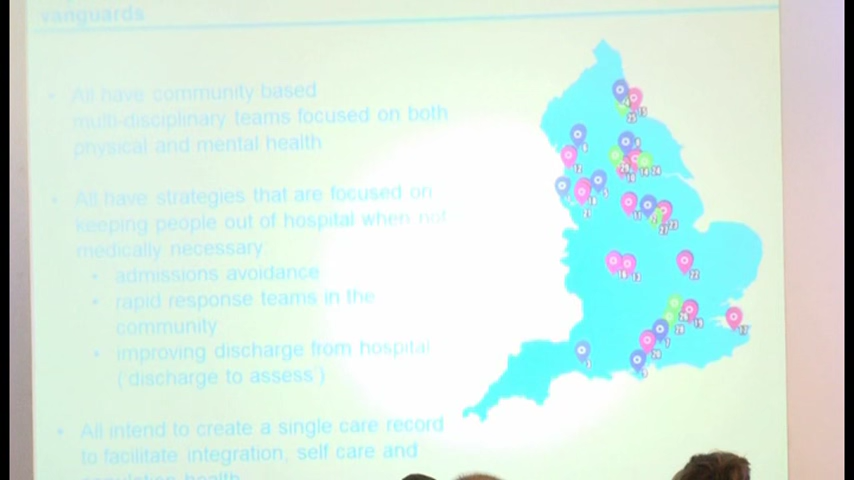 vanguards
• All have community based
multi-disciplinary teams focused on both
physical and mental health
• All have strategies that are focused on
keeping people out of hospital when not
medically necessary:
• admissions avoidance
• rapid response teams in the
community
• improving discharge from hospital
('discharge to assess')
• All intend to create a single care record
to facilitate integration, self care and
population health